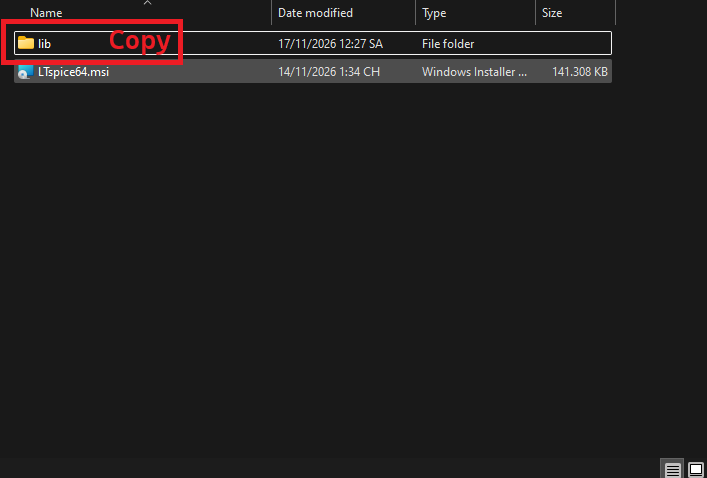 Name Date modified Type Size
lib Copy 17/11/2026 12:27 SA File folder
LTspice64.msi 14/11/2026 1:34 CH Windows Installer ... 141.308 KB